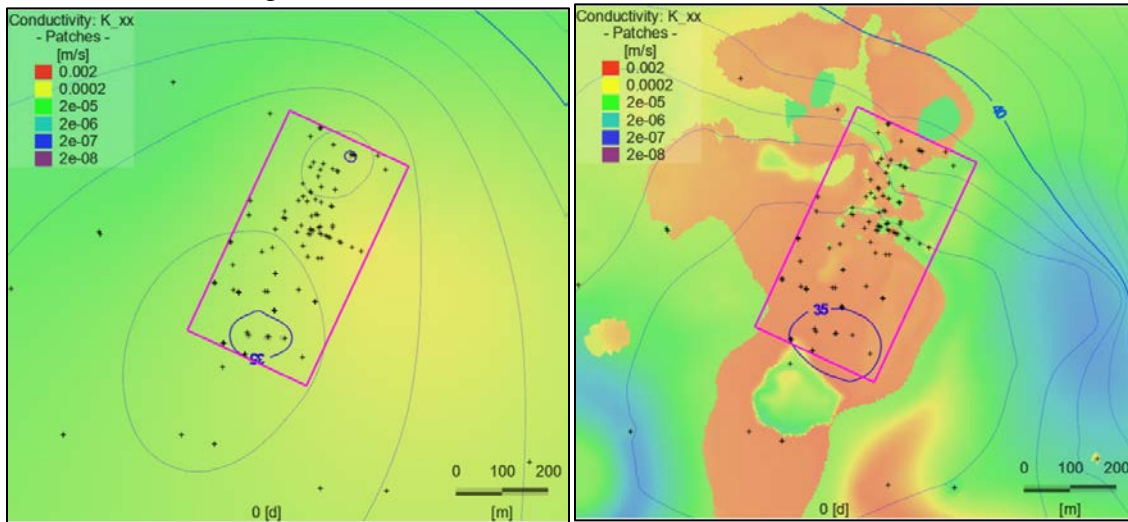 Conductivity: K_xx
- Patches -
[m/s]
0.002
0.0002
2e-05
2e-06
2e-07
2e-08
35
0 100 200
0 [d] [m]
Conductivity: K_xx
- Patches -
[m/s]
0.002
0.0002
2e-05
2e-06
2e-07
2e-08
35
0 100 200
0 [d] [m]